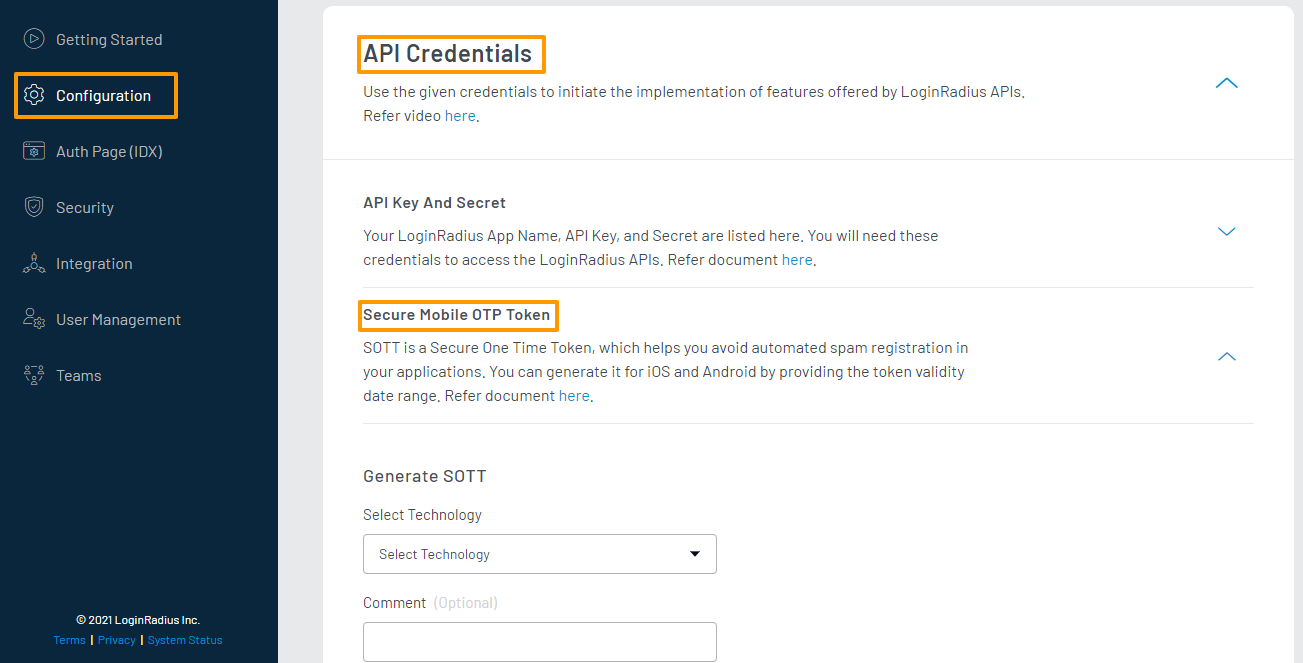 Getting Started
Configuration
Auth Page (IDX)
Security
Integration
User Management
Teams
© 2021 LoginRadius Inc.
Terms | Privacy | System Status
API Credentials
Use the given credentials to initiate the implementation of features offered by LoginRadius APIs.
Refer video here.
API Key And Secret
Your LoginRadius App Name, API Key, and Secret are listed here. You will need these
credentials to access the LoginRadius APIs. Refer document here.
Secure Mobile OTP Token
SOTT is a Secure One Time Token, which helps you avoid automated spam registration in
your applications. You can generate it for iOS and Android by providing the token validity
date range. Refer document here.
Generate SOTT
Select Technology
Select Technology
Comment (Optional)